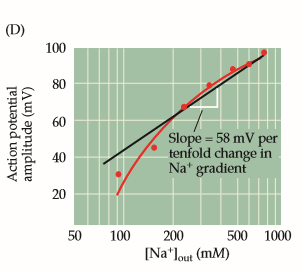 (D)
100
80
60
40
20
Action potential
amplitude (mV)
Slope = 58 mV per
tenfold change in
Na⁺ gradient
50 100 200 500 1000
[Na⁺]out (mM)